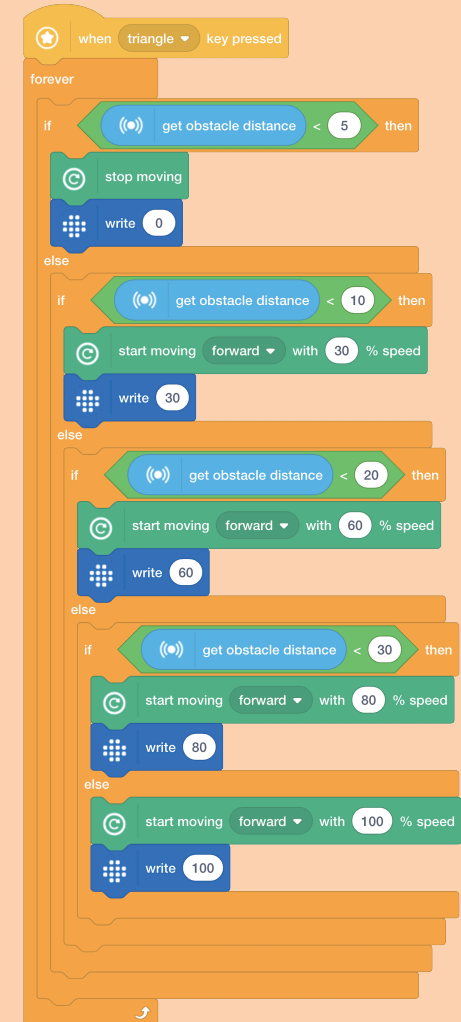 when triangle key pressed
forever
if get obstacle distance < 5 then
stop moving
write 0
else
if get obstacle distance < 10 then
start moving forward with 30 % speed
write 30
else
if get obstacle distance < 20 then
start moving forward with 60 % speed
write 60
else
if get obstacle distance < 30 then
start moving forward with 80 % speed
write 80
else
start moving forward with 100 % speed
write 100